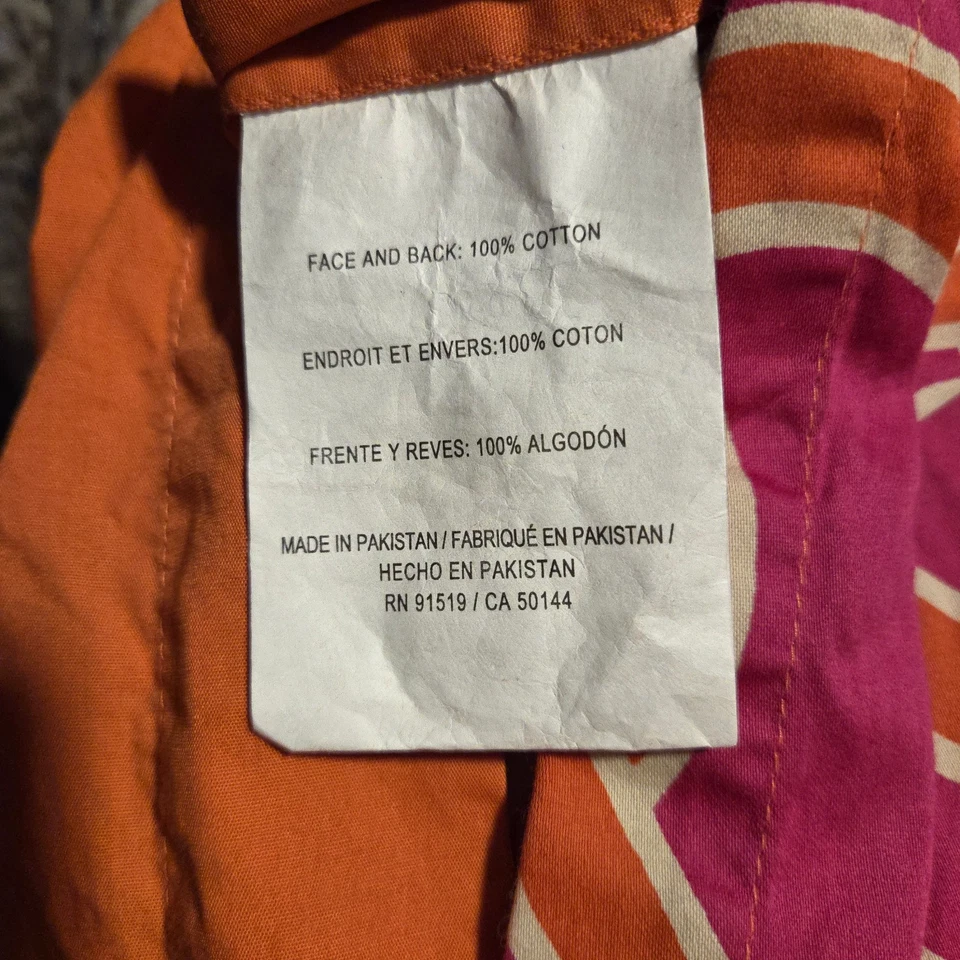 FACE AND BACK: 100% COTTON
ENDROIT ET ENVERS:100% COTON
FRENTE Y REVES: 100% ALGODÓN
MADE IN PAKISTAN / FABRIQUÉ EN PAKISTAN /
HECHO EN PAKISTAN
RN 91519 / CA 50144